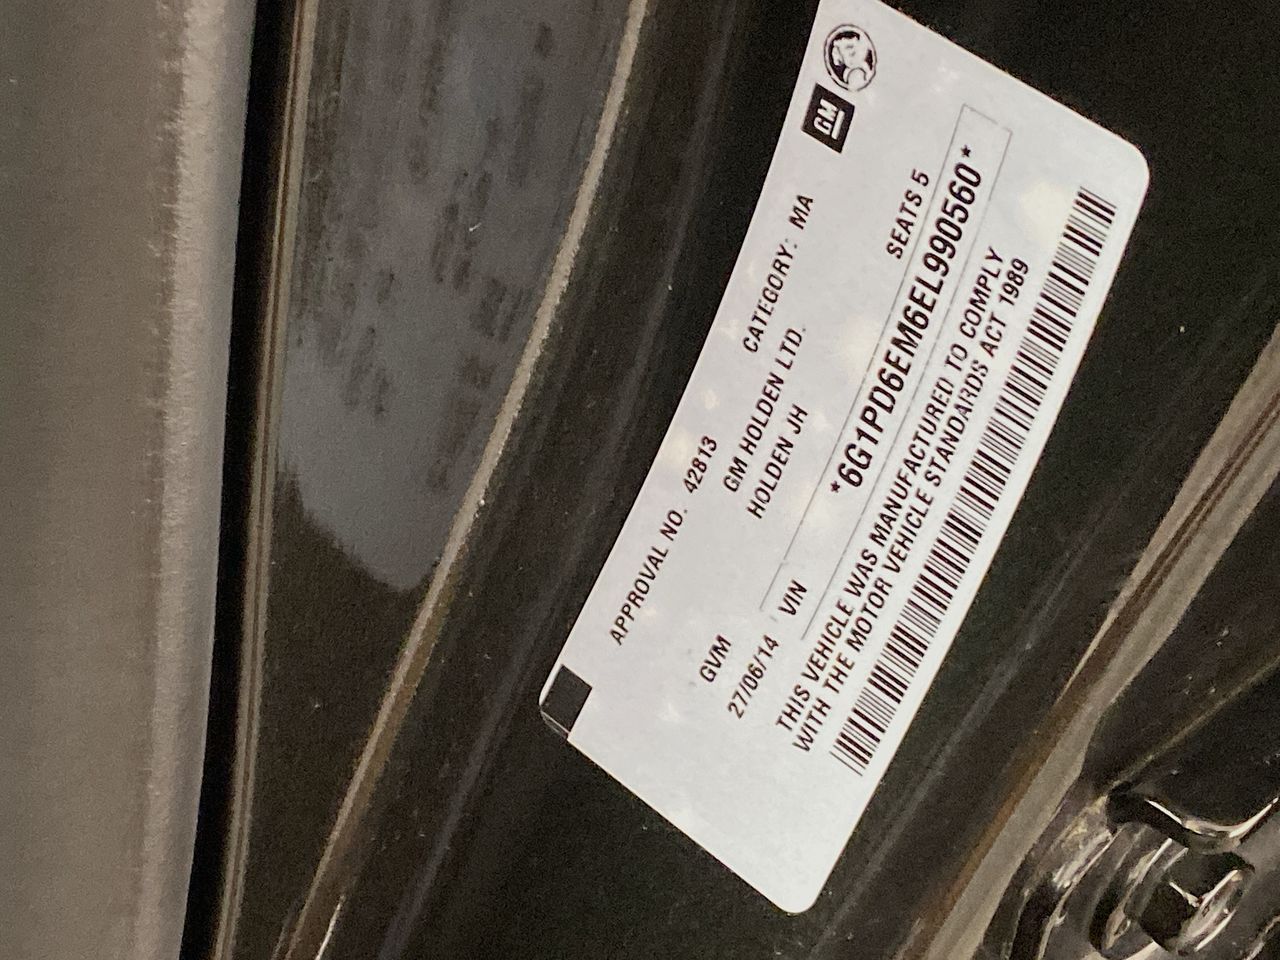 GM
APPROVAL NO. 42813 CATEGORY: MA
GM HOLDEN LTD.
GVM HOLDEN JH SEATS 5
27/06/14
VIN *6G1PD6EM6EL990560*
THIS VEHICLE WAS MANUFACTURED TO COMPLY
WITH THE MOTOR VEHICLE STANDARDS ACT 1989